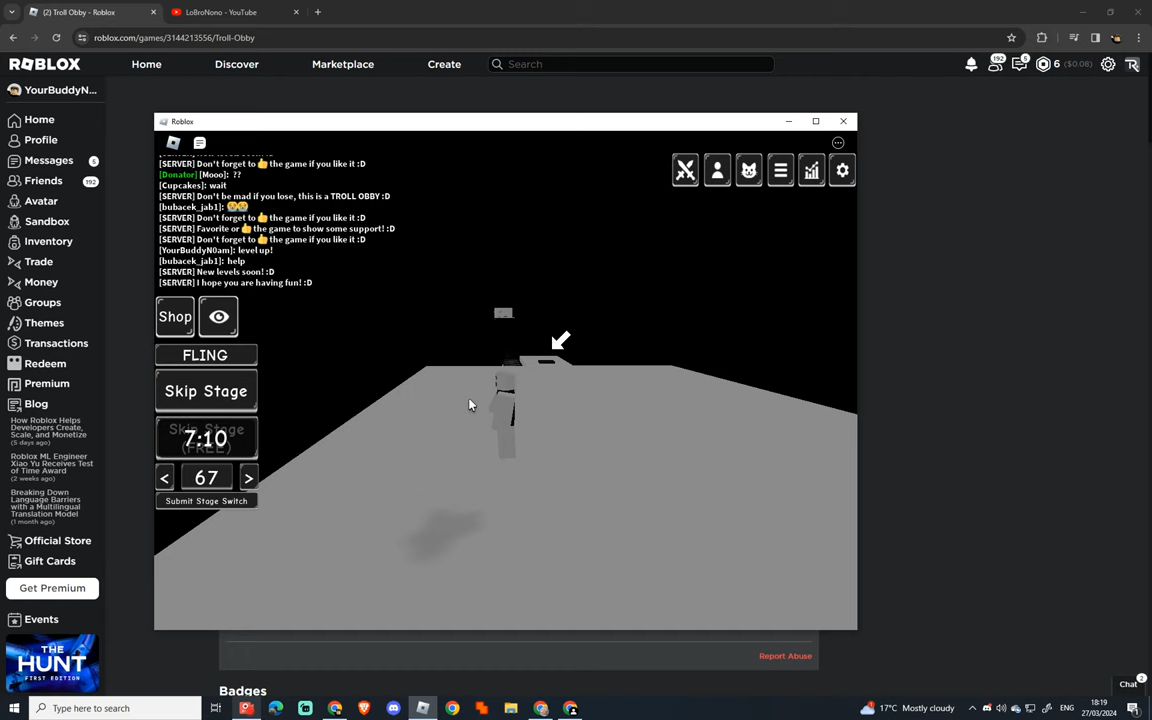 (2) Troll Obby - Roblox
LoBroNono - YouTube
roblox.com/games/3144213556/Troll-Obby
ROBLOX
Home
Discover
Marketplace
Create
Search
192
5
6
($0.08)
YourBuddyN...
Home
Profile
Messages
5
Friends
192
Avatar
Sandbox
Inventory
Trade
Money
Groups
Themes
Transactions
Redeem
Premium
Blog
How Roblox Helps
Developers Create,
Scale, and Monetize
(5 days ago)
Roblox ML Engineer
Xiao Yu Receives Test
of Time Award
(2 weeks ago)
Breaking Down
Language Barriers
with a Multilingual
Translation Model
(1 month ago)
Official Store
Gift Cards
Get Premium
Events
THE
HUNT
FIRST EDITION
Roblox
[SERVER] Don't forget to 👍 the game if you like it :D
[Donator] [Mooo]: ??
[Cupcakes]: wait
[SERVER] Don't be mad if you lose, this is a TROLL OBBY :D
[bubacek_jab1]: 😭😭
[SERVER] Don't forget to 👍 the game if you like it :D
[SERVER] Favorite or 👍 the game to show some support! :D
[SERVER] Don't forget to 👍 the game if you like it :D
[YourBuddyN0am]: level up!
[bubacek_jab1]: help
[SERVER] New levels soon! :D
[SERVER] I hope you are having fun! :D
Shop
FLING
Skip Stage
Skip Stage
(FREE)
7:10
< 67 >
Submit Stage Switch
Report Abuse
Badges
Chat
2
Type here to search
17°C Mostly cloudy
ENG
18:19
27/03/2024